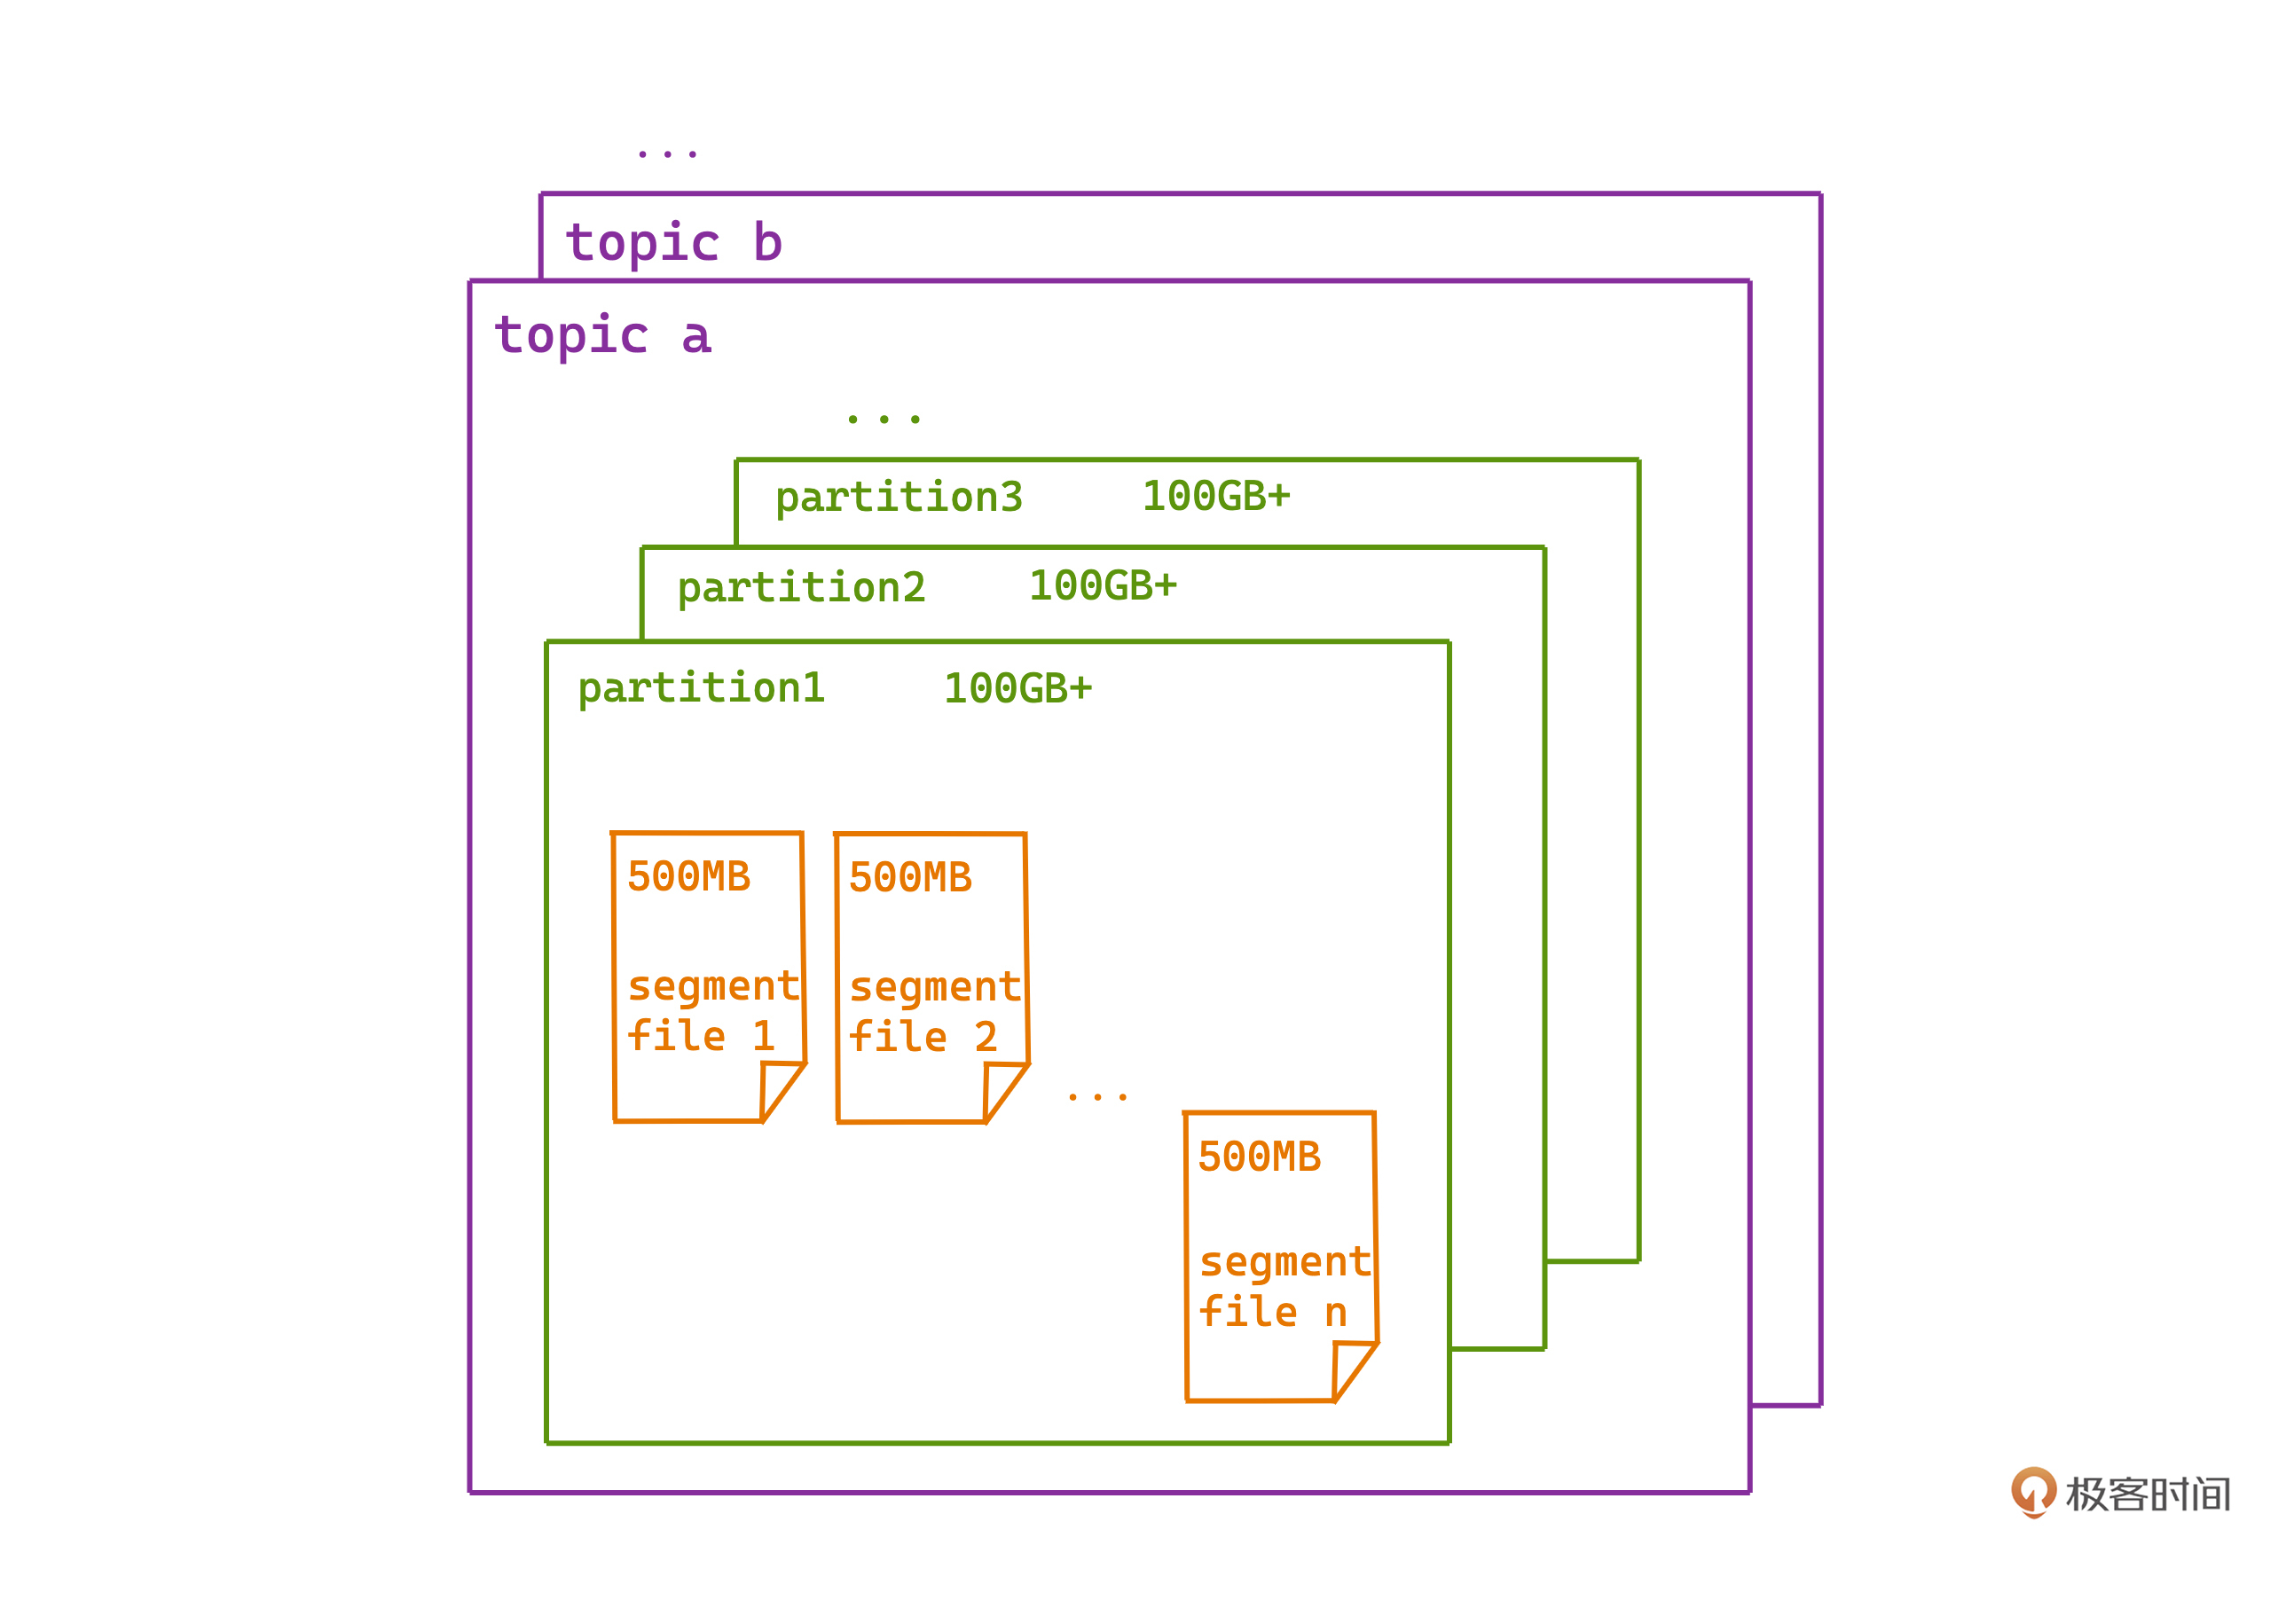 ...
topic b
topic a
...
partition3 100GB+
partition2 100GB+
partition1 100GB+
500MB
segment
file 1
500MB
segment
file 2
...
500MB
segment
file n
极客时间